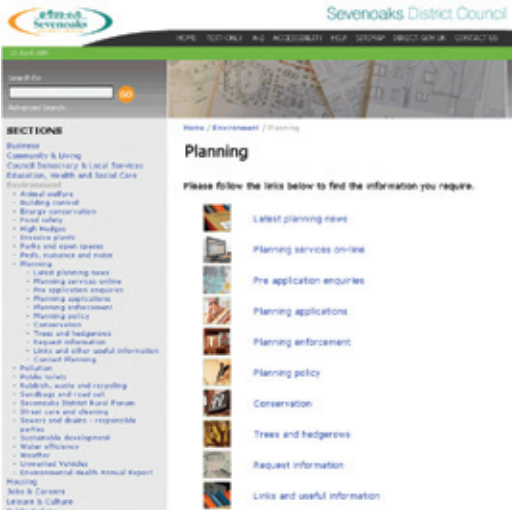 Sevenoaks
Sevenoaks District Council
HOME TEXT-ONLY A-Z ACCESSIBILITY HELP SITEMAP DIRECT.GOV.UK CONTACT US
Search for
GO
Advanced Search
SECTIONS
Business
Community & Living
Council Democracy & Local Services
Education, Health and Social Care
Environment
- Animal welfare
- Building control
- Energy conservation
- Food safety
- High Hedges
- Invasive plants
- Parks and open spaces
- Pests, nuisance and noise
- Planning
- Latest planning news
- Planning services online
- Pre application enquiries
- Planning applications
- Planning enforcement
- Planning policy
- Conservation
- Trees and hedgerows
- Request information
- Links and other useful information
- Contact Planning
- Pollution
- Public toilets
- Rubbish, waste and recycling
- Sandbags and road salt
- Sevenoaks District Rural Forum
- Street care and cleaning
- Sewers and drains - responsible
parties
- Sustainable development
- Water efficiency
- Weather
- Unwanted Vehicles
- Environmental Health Annual Report
Housing
Jobs & Careers
Leisure & Culture
Home / Environment / Planning
Planning
Please follow the links below to find the information you require.
Latest planning news
Planning services on-line
Pre application enquiries
Planning applications
Planning enforcement
Planning policy
Conservation
Trees and hedgerows
Request information
Links and useful information